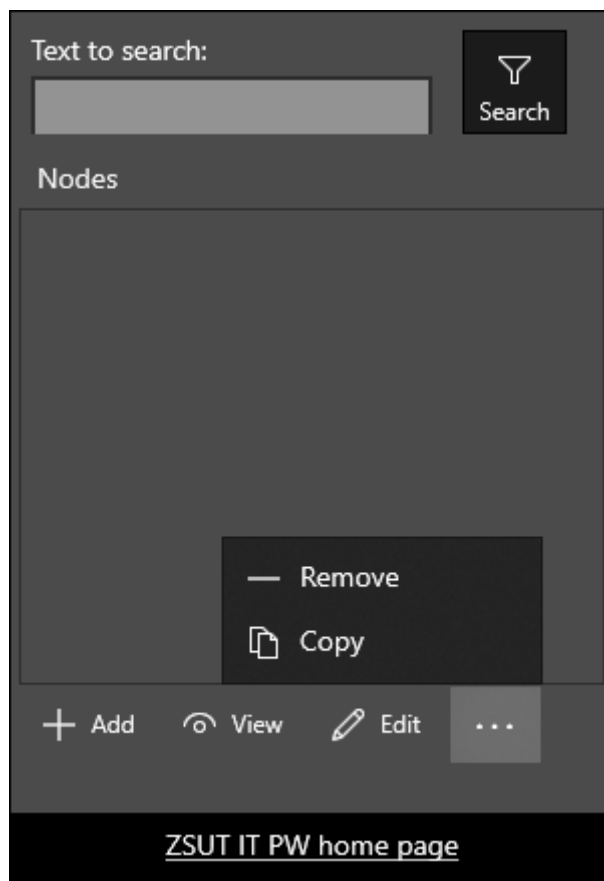 Text to search:
Search
Nodes
Remove
Copy
Add View Edit ...
ZSUT IT PW home page